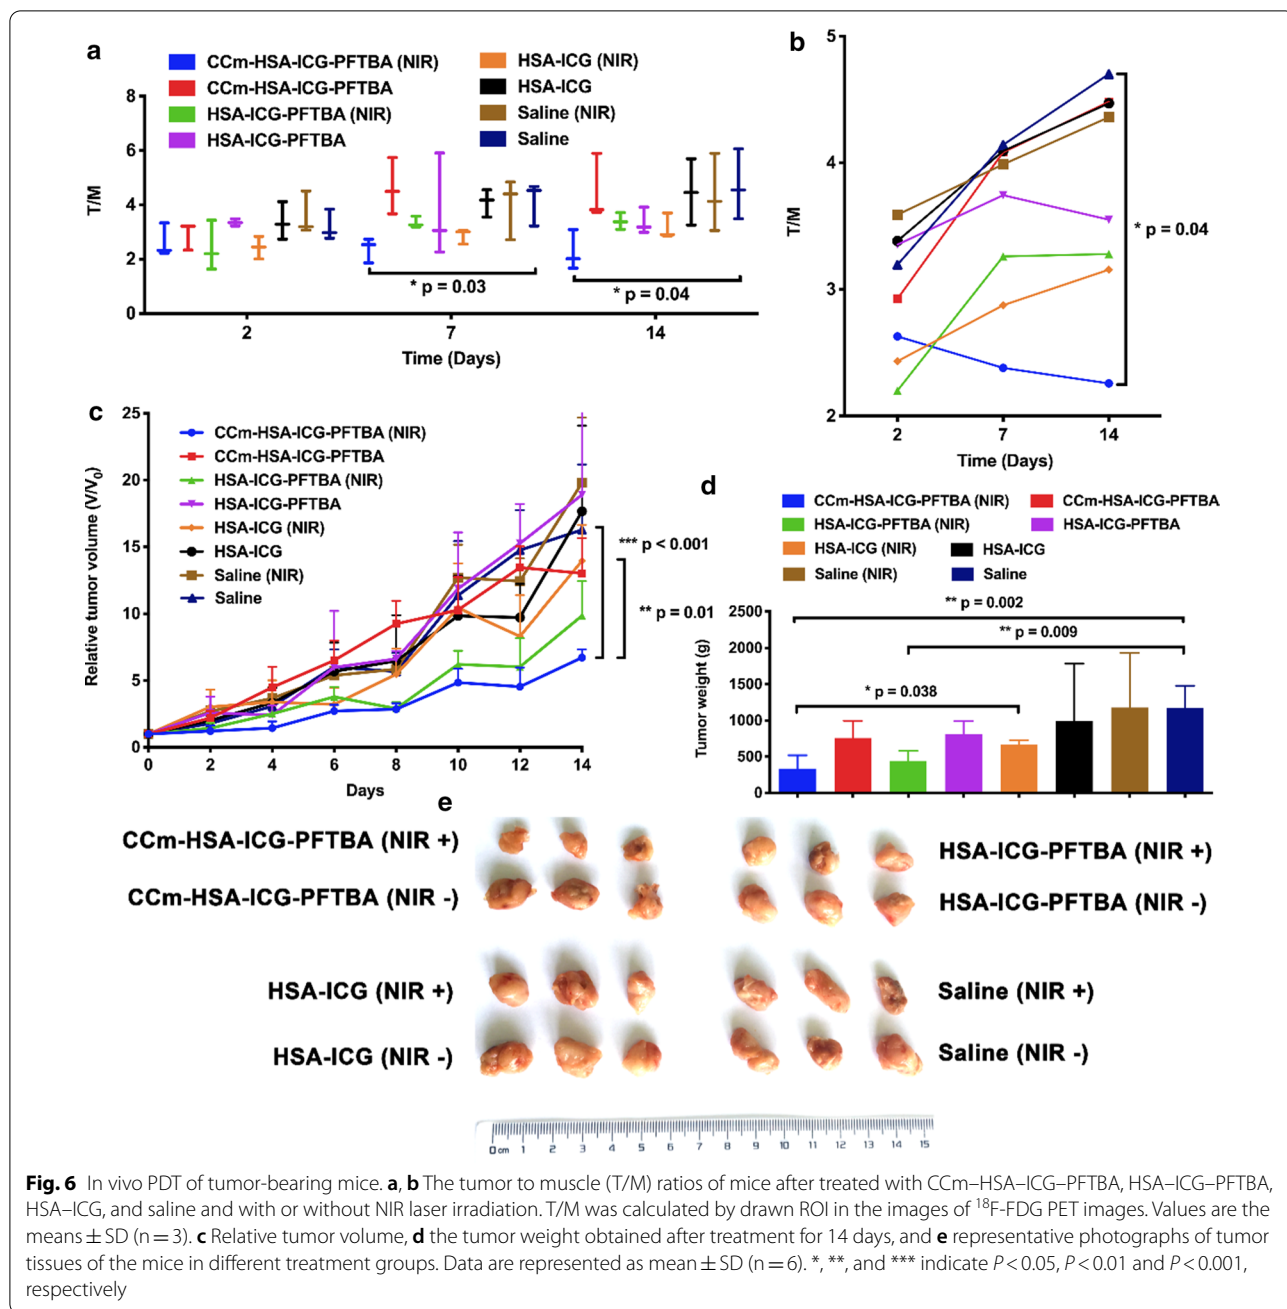 a
CCm-HSA-ICG-PFTBA (NIR)
CCm-HSA-ICG-PFTBA
HSA-ICG-PFTBA (NIR)
HSA-ICG-PFTBA
HSA-ICG (NIR)
HSA-ICG
Saline (NIR)
Saline
T/M
8
6
4
2
0
* p = 0.03
* p = 0.04
2
7
14
Time (Days)
b
T/M
5
4
3
2
* p = 0.04
2
7
14
Time (Days)
c
CCm-HSA-ICG-PFTBA (NIR)
CCm-HSA-ICG-PFTBA
HSA-ICG-PFTBA (NIR)
HSA-ICG-PFTBA
HSA-ICG (NIR)
HSA-ICG
Saline (NIR)
Saline
Relative tumor volume (V/V₀)
25
20
15
10
5
0
*** p < 0.001
** p = 0.01
0 2 4 6 8 10 12 14
Days
d
CCm-HSA-ICG-PFTBA (NIR)
CCm-HSA-ICG-PFTBA
HSA-ICG-PFTBA (NIR)
HSA-ICG-PFTBA
HSA-ICG (NIR)
HSA-ICG
Saline (NIR)
Saline
Tumor weight (g)
2500
2000
1500
1000
500
0
** p = 0.002
** p = 0.009
* p = 0.038
e
CCm-HSA-ICG-PFTBA (NIR +)
HSA-ICG-PFTBA (NIR +)
CCm-HSA-ICG-PFTBA (NIR -)
HSA-ICG-PFTBA (NIR -)
HSA-ICG (NIR +)
Saline (NIR +)
HSA-ICG (NIR -)
Saline (NIR -)
0 cm 1 2 3 4 5 6 7 8 9 10 11 12 13 14 15
Fig. 6 In vivo PDT of tumor-bearing mice. a, b The tumor to muscle (T/M) ratios of mice after treated with CCm–HSA–ICG–PFTBA, HSA–ICG–PFTBA,
HSA–ICG, and saline and with or without NIR laser irradiation. T/M was calculated by drawn ROI in the images of ¹⁸F-FDG PET images. Values are the
means ± SD (n = 3). c Relative tumor volume, d the tumor weight obtained after treatment for 14 days, and e representative photographs of tumor
tissues of the mice in different treatment groups. Data are represented as mean ± SD (n = 6). *, **, and *** indicate P < 0.05, P < 0.01 and P < 0.001,
respectively